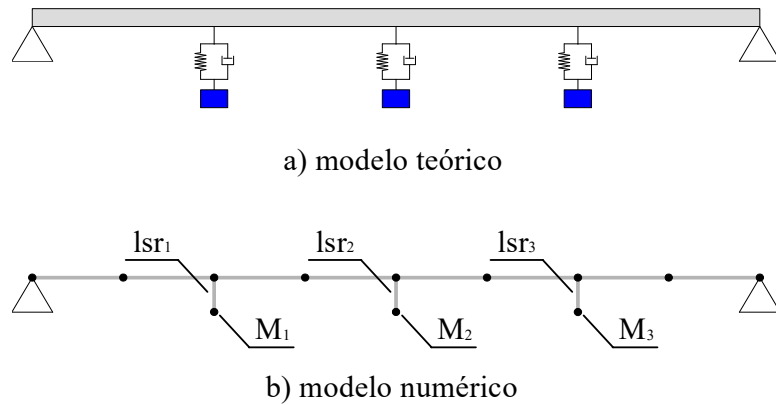 a) modelo teórico
lsr₁ lsr₂ lsr₃
M₁ M₂ M₃
b) modelo numérico